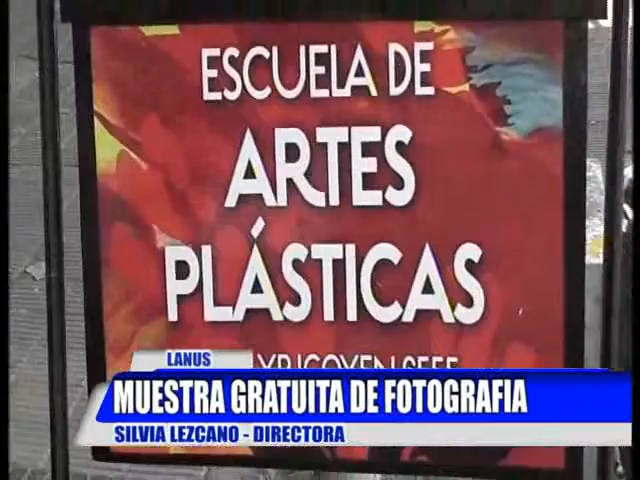 ESCUELA DE
ARTES
PLÁSTICAS
LANUS
MUESTRA GRATUITA DE FOTOGRAFIA
SILVIA LEZCANO - DIRECTORA